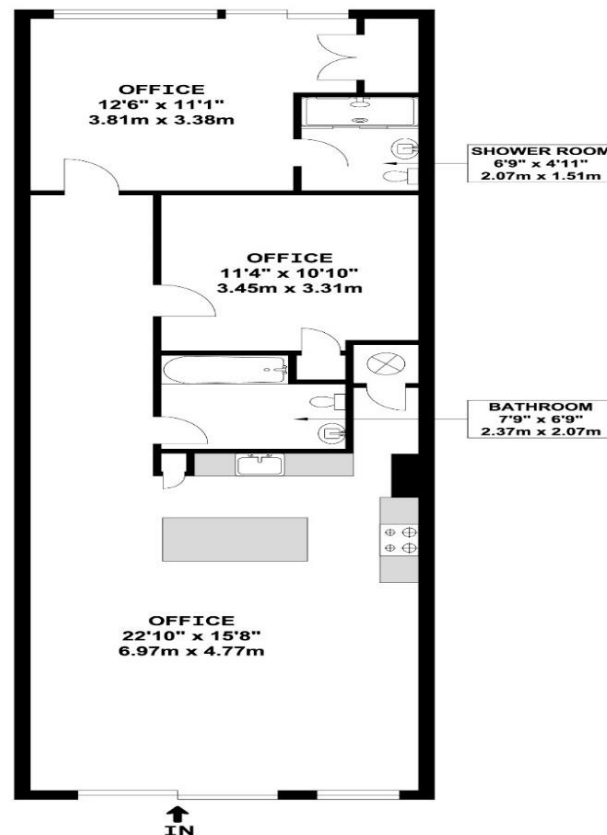 OFFICE
12'6" x 11'1"
3.81m x 3.38m
SHOWER ROOM
6'9" x 4'11"
2.07m x 1.51m
OFFICE
11'4" x 10'10"
3.45m x 3.31m
BATHROOM
7'9" x 6'9"
2.37m x 2.07m
OFFICE
22'10" x 15'8"
6.97m x 4.77m
IN